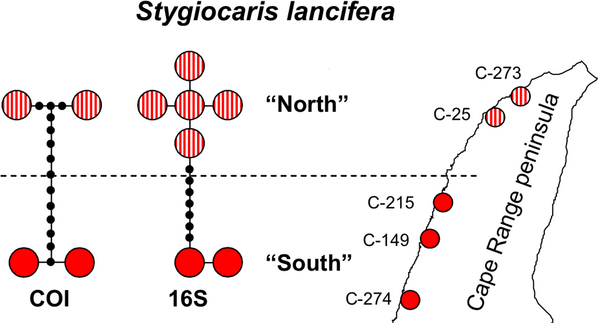 Stygiocaris lancifera
"North"
"South"
COI
16S
C-273
C-25
C-215
C-149
C-274
Cape Range peninsula